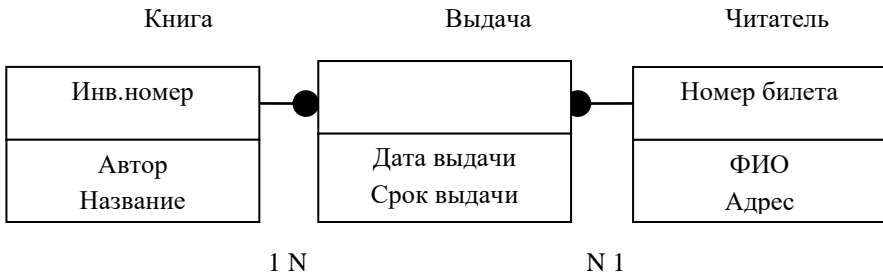 Книга Выдача Читатель
Инв.номер
Номер билета
Автор
Название
Дата выдачи
Срок выдачи
ФИО
Адрес
1 N
N 1